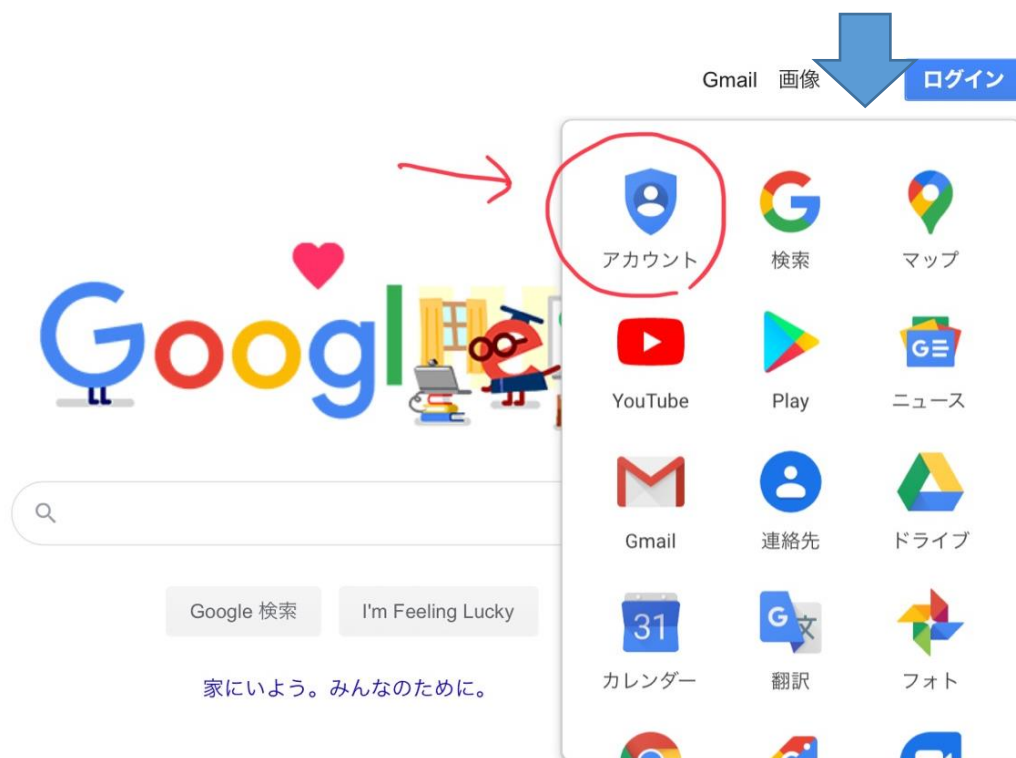 Gmail 画像
ログイン
アカウント 検索 マップ
YouTube Play ニュース
G
Gmail 連絡先 ドライブ
31
G 文
カレンダー 翻訳 フォト
Google
Google 検索 I'm Feeling Lucky
家にいよう。みんなのために。